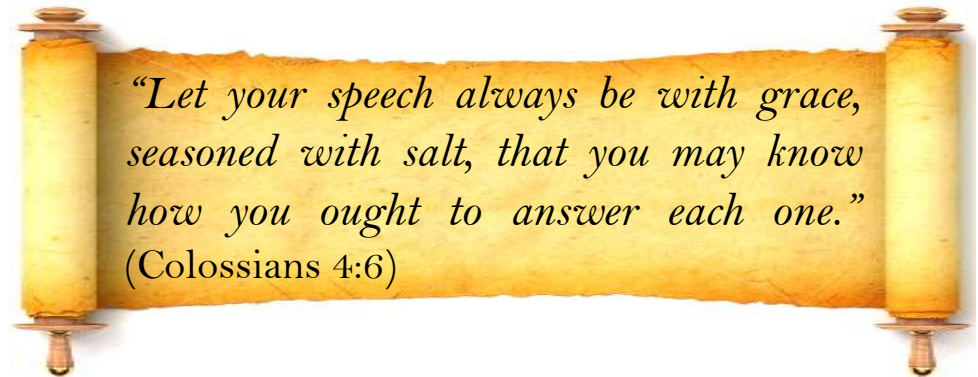 “Let your speech always be with grace,
seasoned with salt, that you may know
how you ought to answer each one.”
(Colossians 4:6)